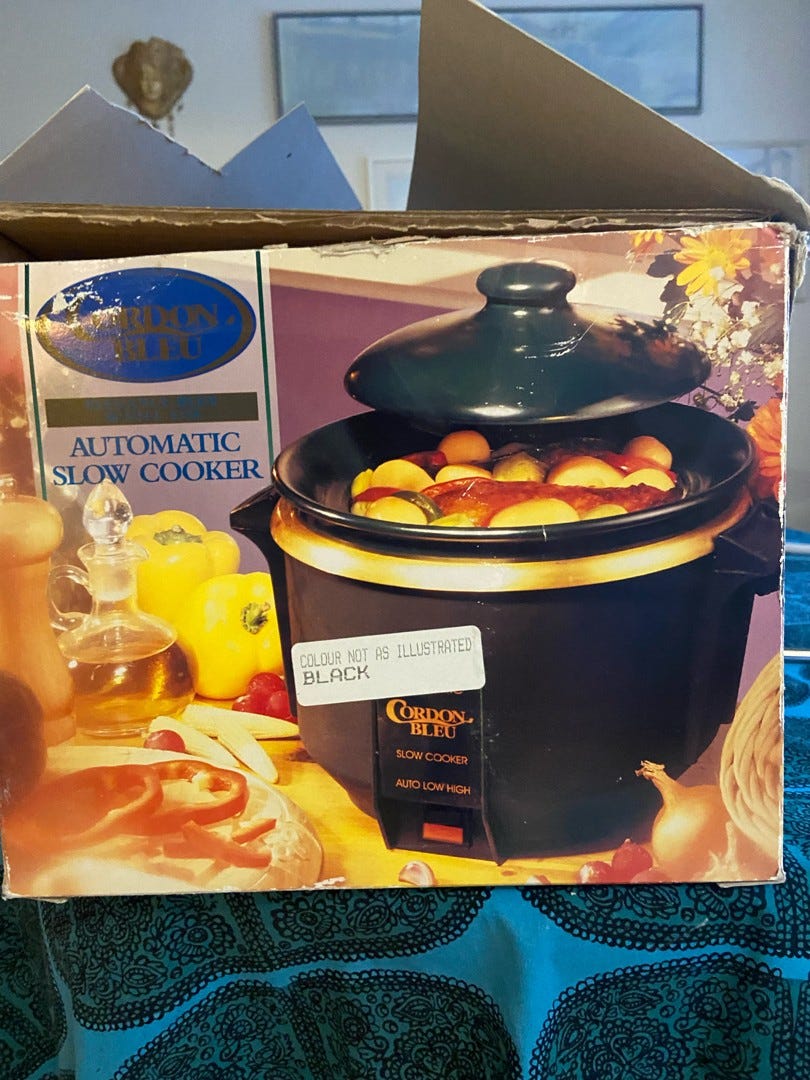 CORDON
BLEU
AUTOMATIC
SLOW COOKER
COLOUR NOT AS ILLUSTRATED
BLACK
CORDON
BLEU
SLOW COOKER
AUTO LOW HIGH